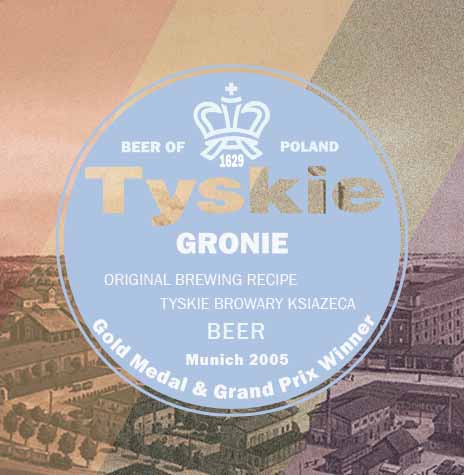 1629
BEER OF POLAND
Tyskie
GRONIE
ORIGINAL BREWING RECIPE
TYSKIE BROWARY KSIAZECA
BEER
Munich 2005
Gold Medal & Grand Prix Winner